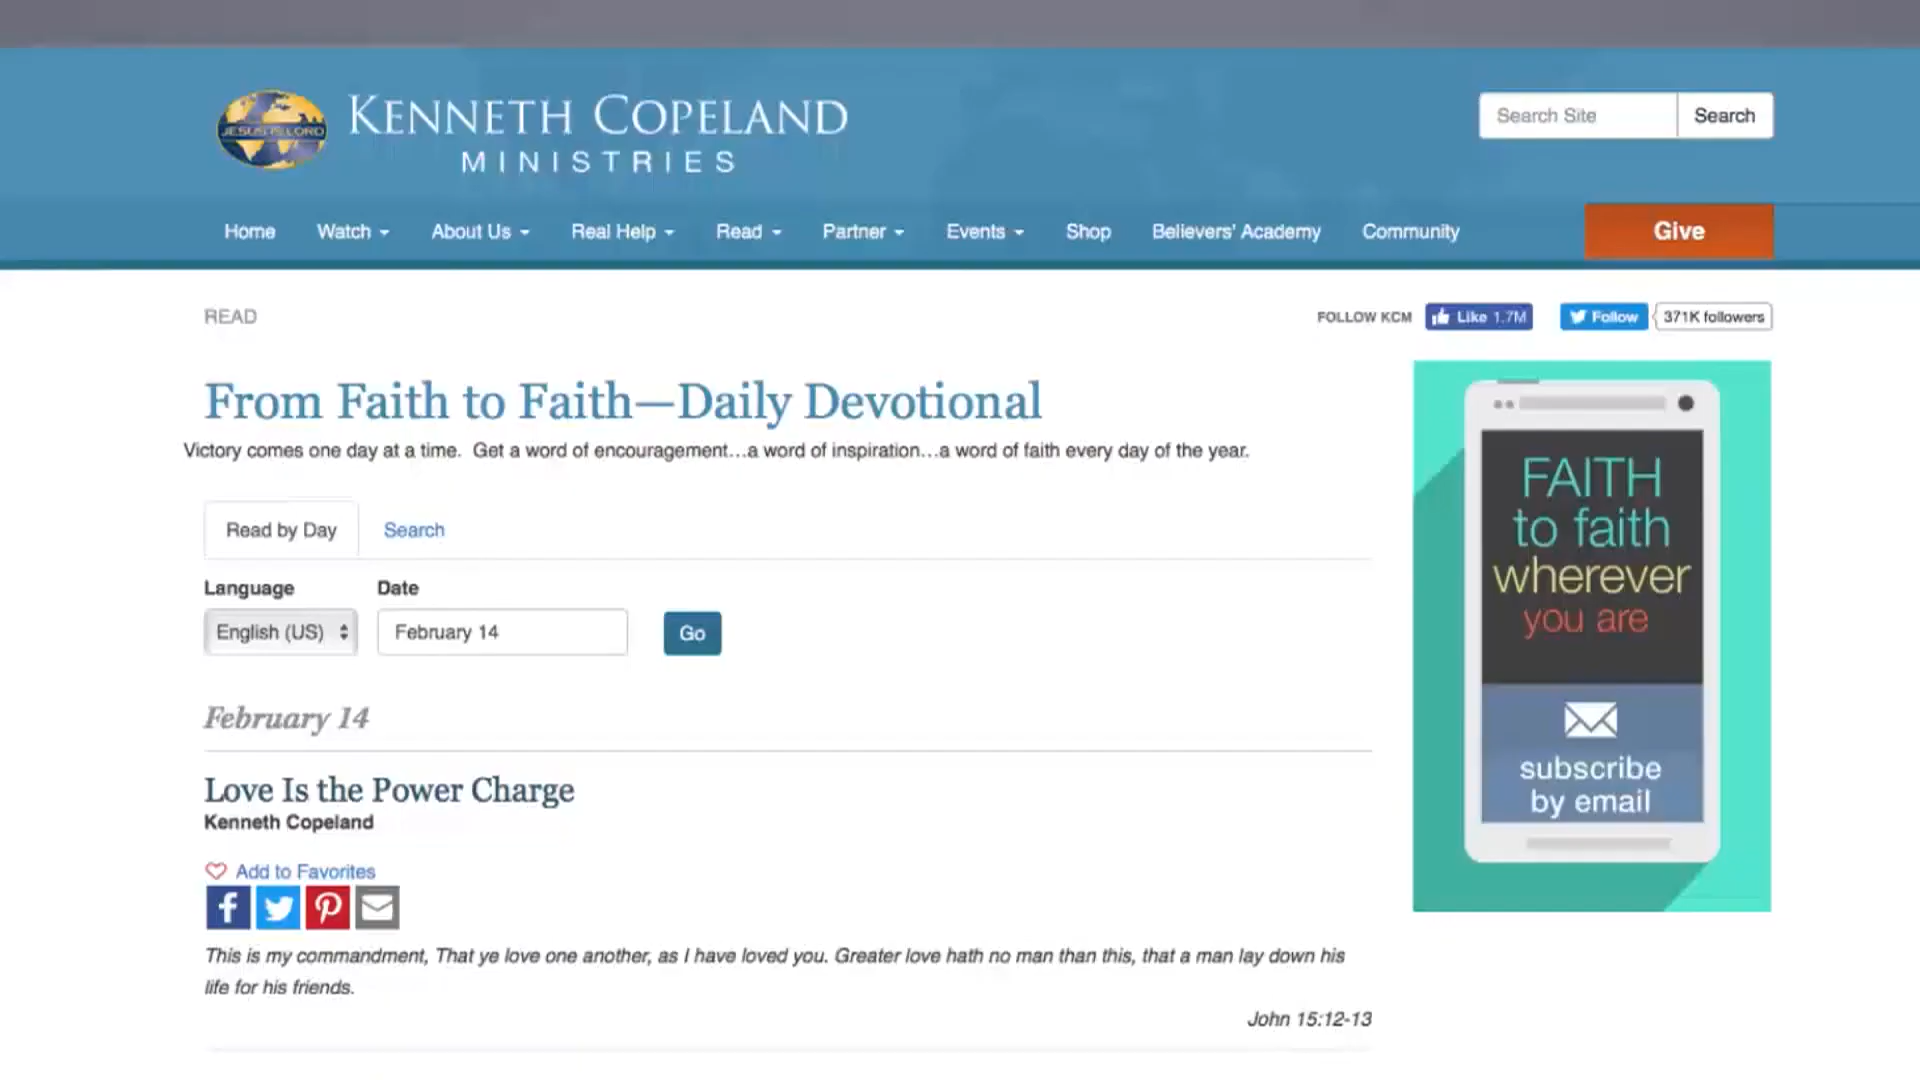 JESUS IS LORD
KENNETH COPELAND
MINISTRIES
Search Site
Search
Home
Watch
About Us
Real Help
Read
Partner
Events
Shop
Believers' Academy
Community
Give
READ
FOLLOW KCM
Like 1.7M
Follow
371K followers
From Faith to Faith—Daily Devotional
Victory comes one day at a time. Get a word of encouragement...a word of inspiration...a word of faith every day of the year.
Read by Day
Search
Language
Date
English (US)
February 14
Go
February 14
Love Is the Power Charge
Kenneth Copeland
Add to Favorites
This is my commandment, That ye love one another, as I have loved you. Greater love hath no man than this, that a man lay down his
life for his friends.
John 15:12-13
FAITH
to faith
wherever
you are
subscribe
by email